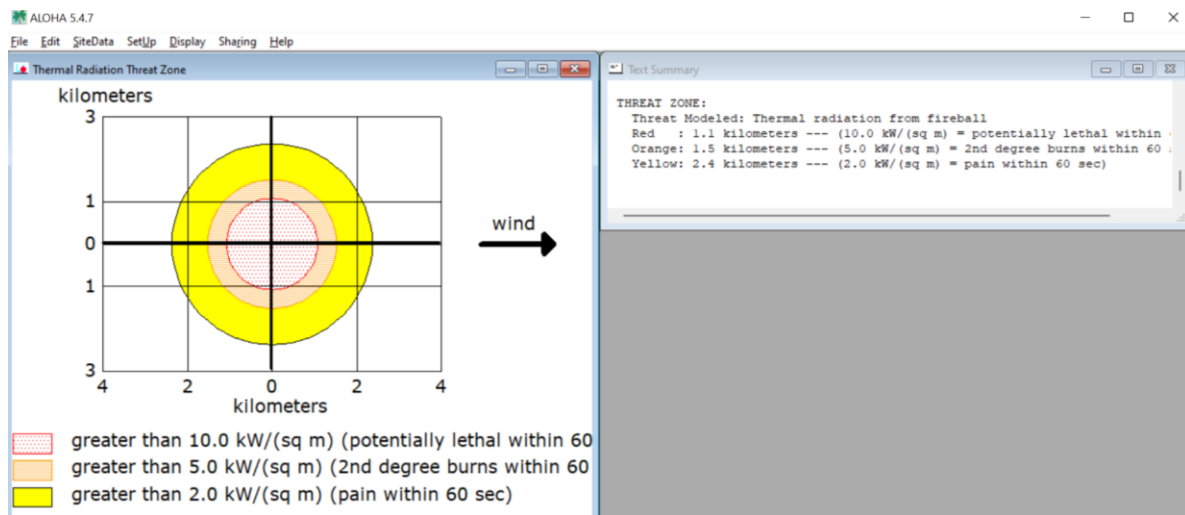 ALOHA 5.4.7
File Edit SiteData SetUp Display Sharing Help
Thermal Radiation Threat Zone
kilometers
3
1
0
1
3
4 2 0 2 4
kilometers
wind
greater than 10.0 kW/(sq m) (potentially lethal within 60
greater than 5.0 kW/(sq m) (2nd degree burns within 60
greater than 2.0 kW/(sq m) (pain within 60 sec)
Text Summary
THREAT ZONE:
Threat Modeled: Thermal radiation from fireball
Red : 1.1 kilometers --- (10.0 kW/(sq m) = potentially lethal within
Orange: 1.5 kilometers --- (5.0 kW/(sq m) = 2nd degree burns within 60
Yellow: 2.4 kilometers --- (2.0 kW/(sq m) = pain within 60 sec)